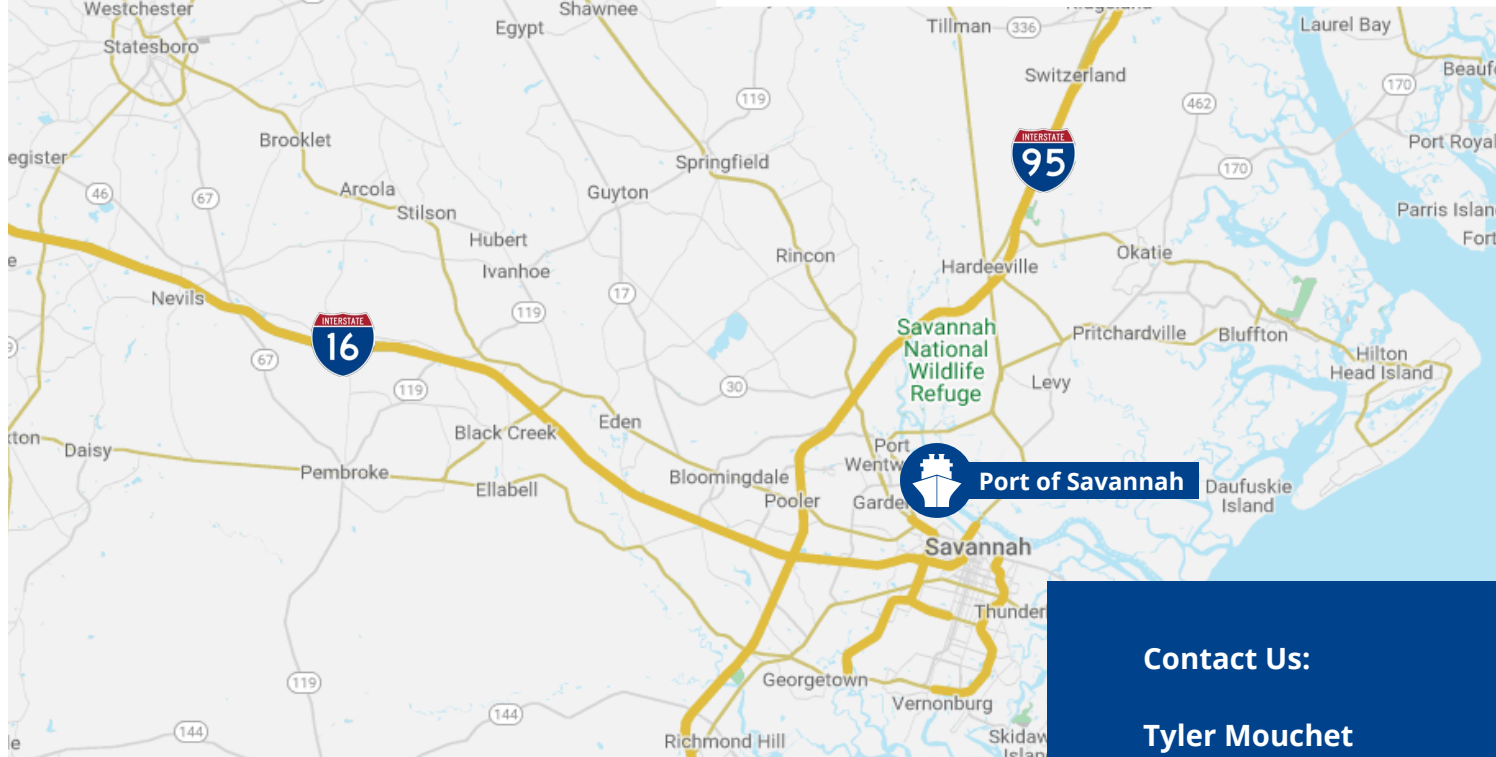 Westchester
Shawnee
Egypt
Tillman
336
Laurel Bay
Statesboro
Switzerland
119
462
170
Brooklet
INTERSTATE
95
Port Royal
Springfield
170
egister
46
67
Arcola
Guyton
Stilson
Parris Islan
Hubert
Rincon
Hardeeville
Okatie
Fort
Ivanhoe
17
Nevils
119
INTERSTATE
16
Savannah
National
Wildlife
Refuge
Pritchardville
Bluffton
67
119
30
Levy
Hilton
Head Island
Daisy
Black Creek
Eden
Port
Wentw
Pembroke
Ellabell
Bloomingdale
Pooler
Garde
Port of Savannah
Daufuskie
Island
Savannah
Thunder
Contact Us:
119
Georgetown
Vernonburg
144
144
Richmond Hill
Skidaw
Tyler Mouchet